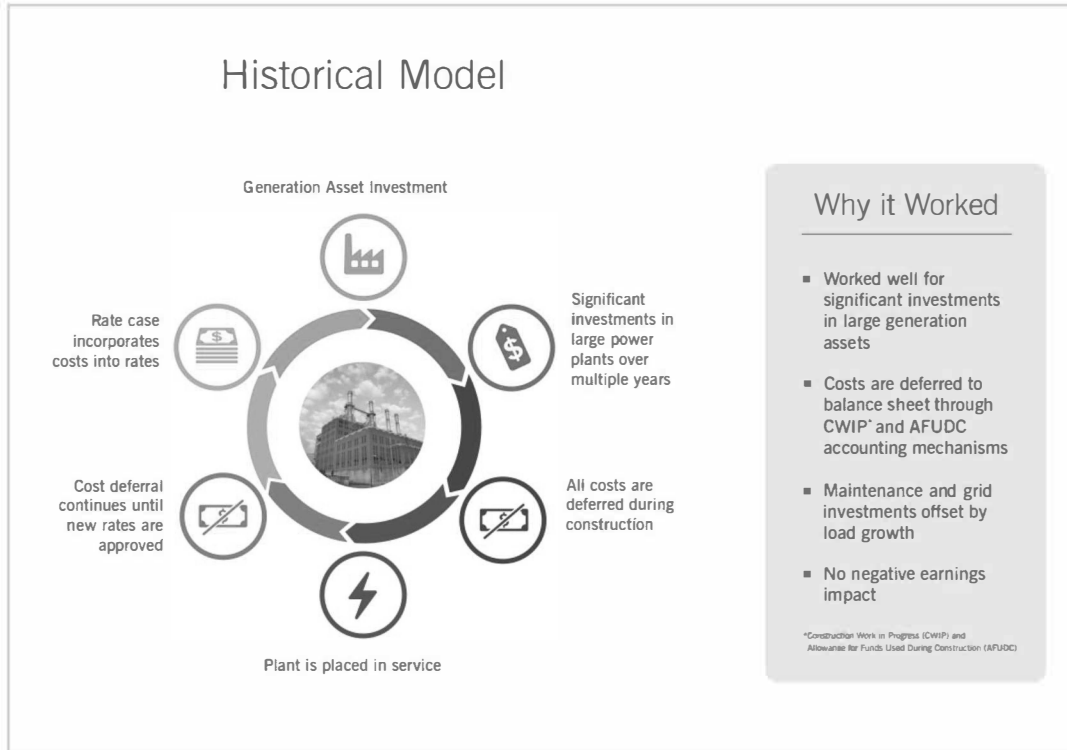 Historical Model
Generation Asset Investment
Significant
investments in
large power
plants over
multiple years
All costs are
deferred during
construction
Plant is placed in service
Cost deferral
continues until
new rates are
approved
Rate case
incorporates
costs into rates
Why it Worked
▪ Worked well for
significant investments
in large generation
assets
▪ Costs are deferred to
balance sheet through
CWIP* and AFUDC
accounting mechanisms
▪ Maintenance and grid
investments offset by
load growth
▪ No negative earnings
impact
*Construction Work in Progress (CWIP) and
Allowance for Funds Used During Construction (AFUDC)